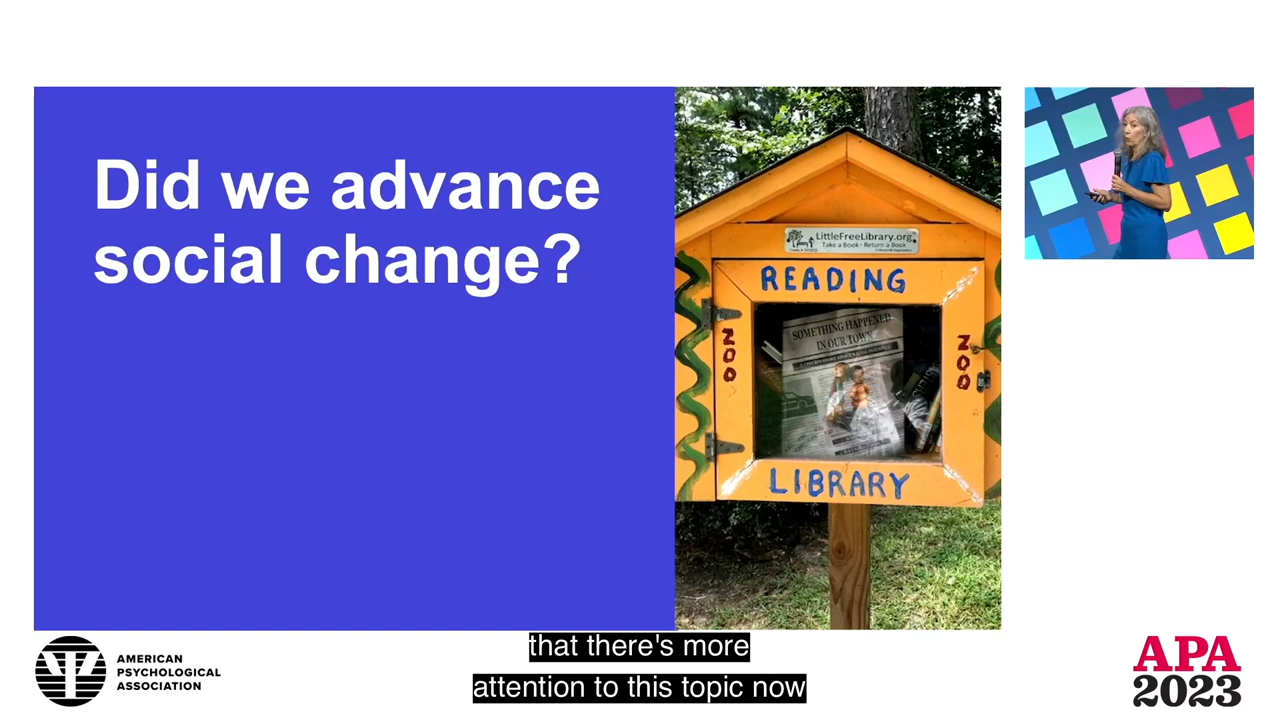 Did we advance
social change?
LittleFreeLibrary.org
Take a Book • Return a Book
READING
ZOO
ZOO
SOMETHING HAPPENED
IN OUR TOWN
LIBRARY
that there's more
attention to this topic now
AMERICAN
PSYCHOLOGICAL
ASSOCIATION
APA
2023